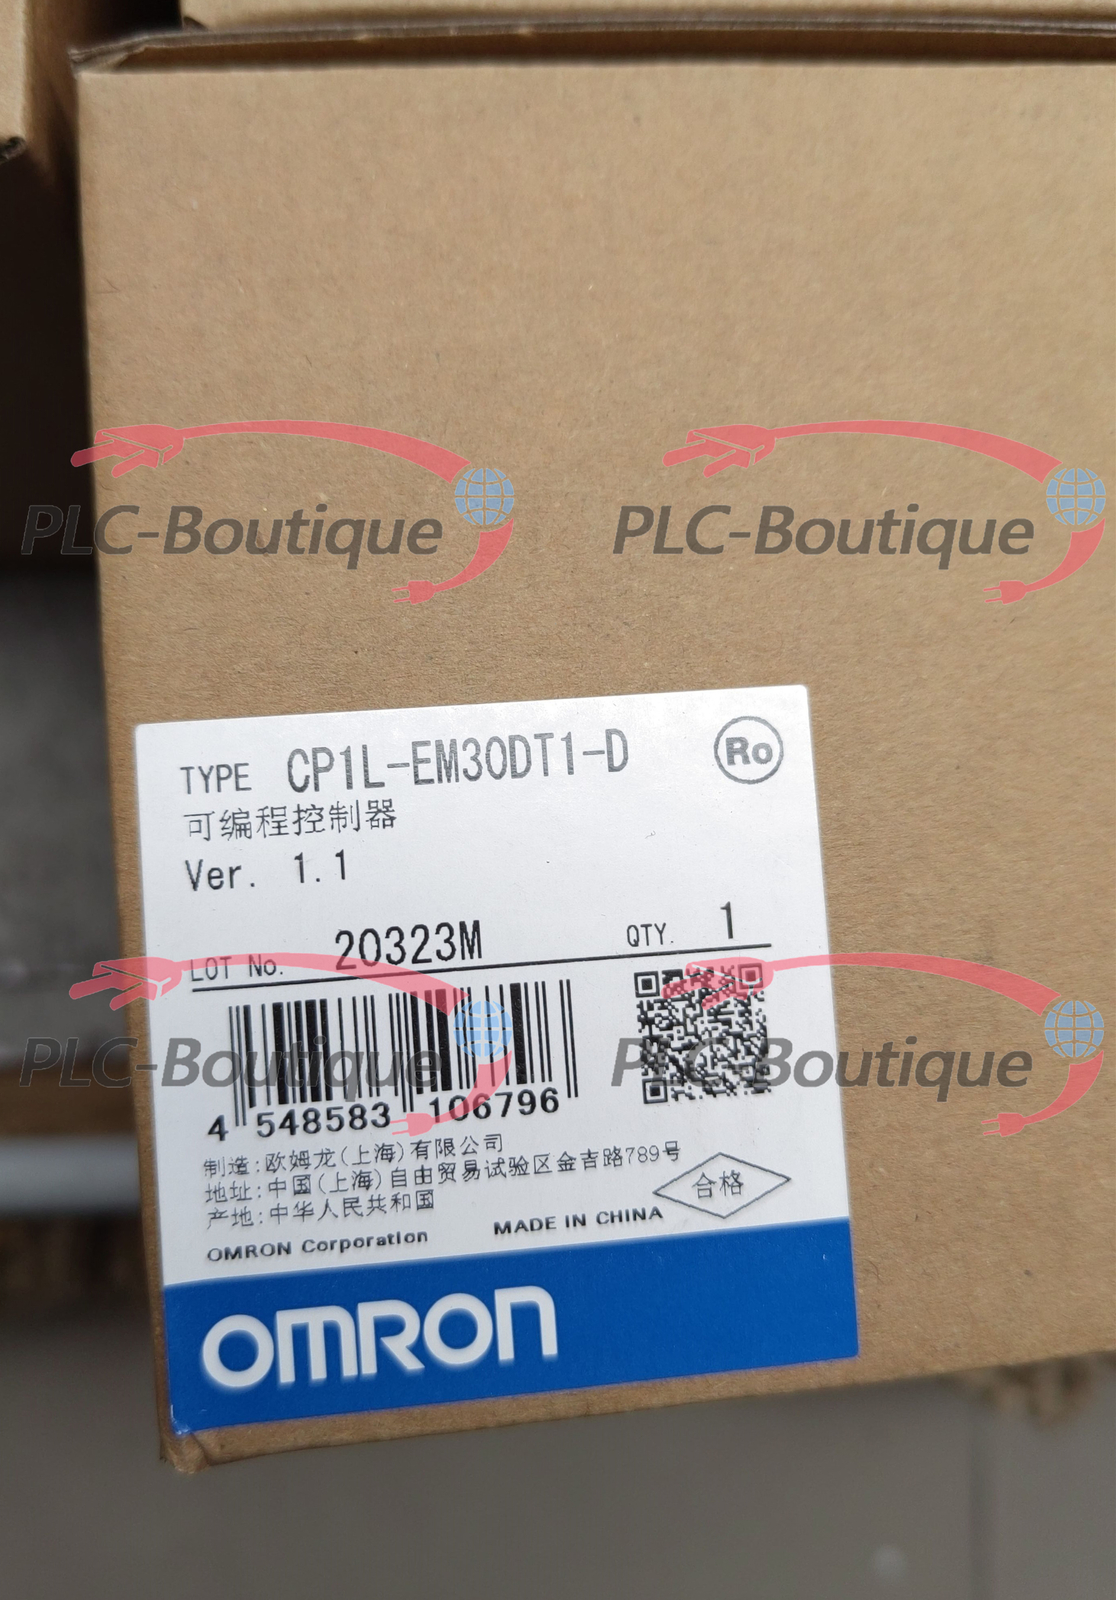 PLC-Boutique PLC-Boutique
TYPE CP1L-EM30DT1-D Ro
可编程控制器
Ver. 1.1
LOT No. 20323M QTY. 1
PLC-Boutique PLC-Boutique
4 548583 106796
制造:欧姆龙(上海)有限公司
地址:中国(上海)自由贸易试验区金吉路789号
产地:中华人民共和国
合格
OMRON Corporation MADE IN CHINA
OMRON